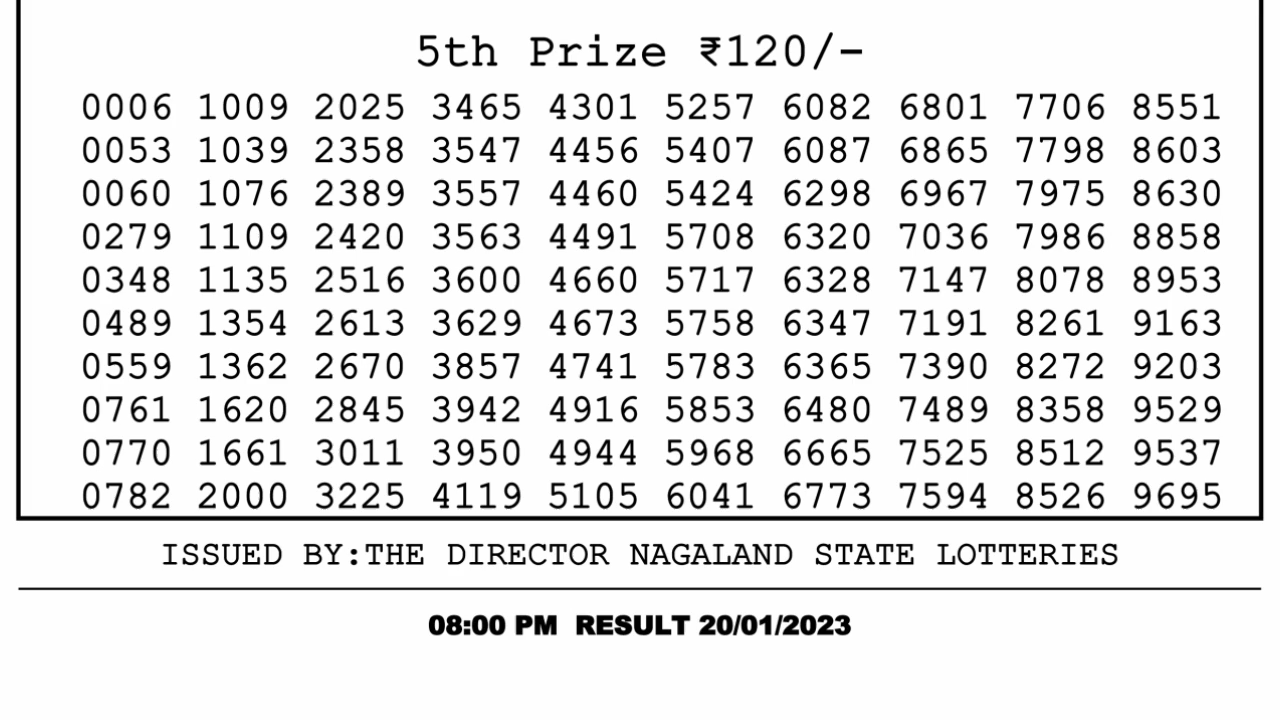 5th Prize ₹120/-
0006 1009 2025 3465 4301 5257 6082 6801 7706 8551
0053 1039 2358 3547 4456 5407 6087 6865 7798 8603
0060 1076 2389 3557 4460 5424 6298 6967 7975 8630
0279 1109 2420 3563 4491 5708 6320 7036 7986 8858
0348 1135 2516 3600 4660 5717 6328 7147 8078 8953
0489 1354 2613 3629 4673 5758 6347 7191 8261 9163
0559 1362 2670 3857 4741 5783 6365 7390 8272 9203
0761 1620 2845 3942 4916 5853 6480 7489 8358 9529
0770 1661 3011 3950 4944 5968 6665 7525 8512 9537
0782 2000 3225 4119 5105 6041 6773 7594 8526 9695
ISSUED BY:THE DIRECTOR NAGALAND STATE LOTTERIES
08:00 PM RESULT 20/01/2023